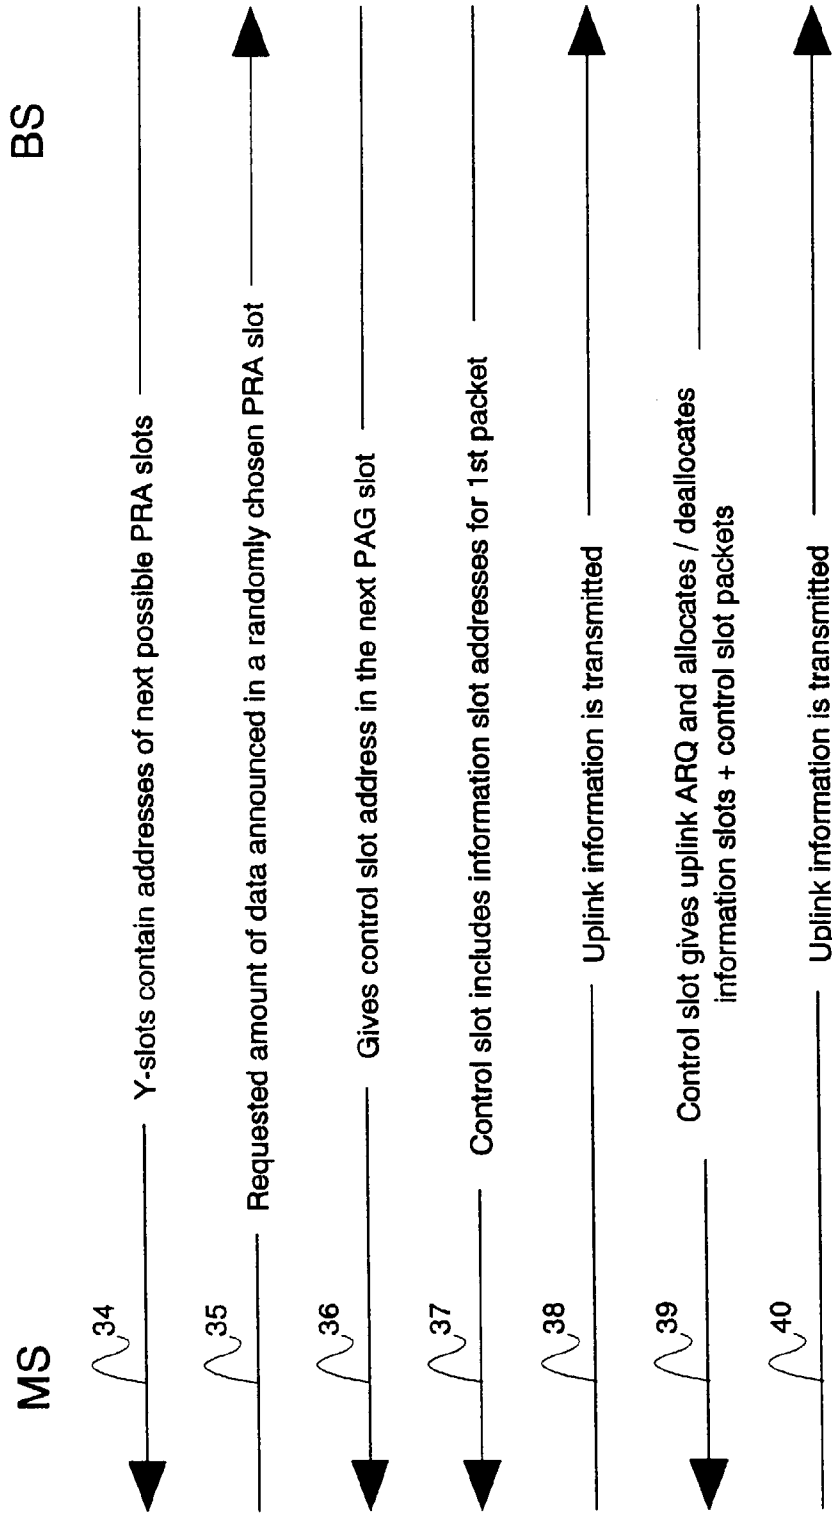 MS
BS
34
Y-slots contain addresses of next possible PRA slots
35
Requested amount of data announced in a randomly chosen PRA slot
36
Gives control slot address in the next PAG slot
37
Control slot includes information slot addresses for 1st packet
38
Uplink information is transmitted
39
Control slot gives uplink ARQ and allocates / deallocates
information slots + control slot packets
40
Uplink information is transmitted